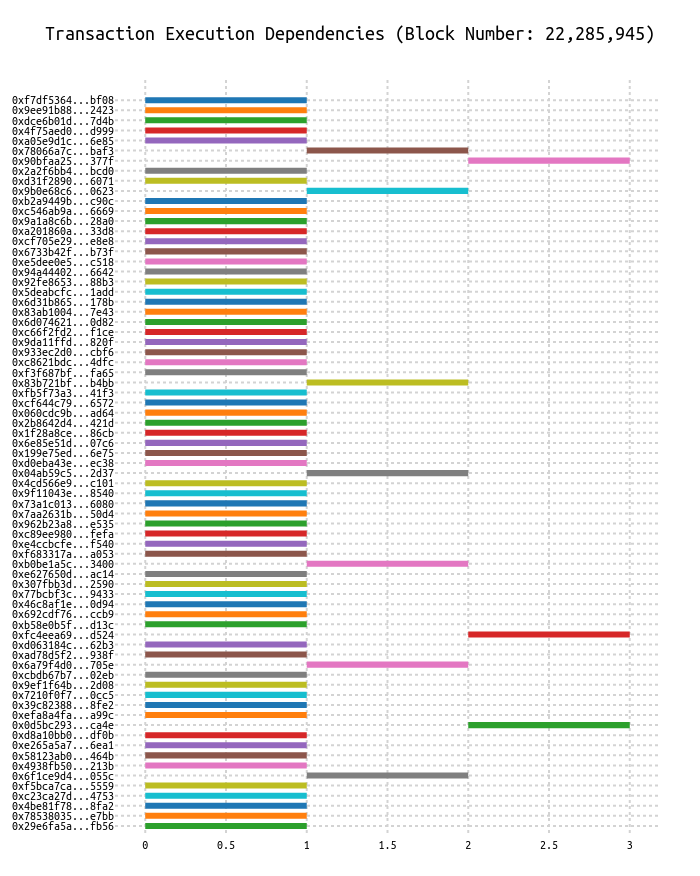 Transaction Execution Dependencies (Block Number: 22,285,945)
0xf7df5364...bf08
0x9ee91b88...2423
0xdce6b01d...7d4b
0x4f75aed0...d999
0xa05e9d1c...6e85
0x78066a7c...baf3
0x90bfaa25...377f
0x2a2f6bb4...bcd0
0xd31f2890...6071
0x9b0e68c6...0623
0xb2a9449b...c90c
0xc546ab9a...6669
0x9a1a8c6b...28a0
0xa201860a...33d8
0xcf705e29...e8e8
0x6733b42f...b73f
0xe5dee0e5...c518
0x94a44402...6642
0x92fe8653...88b3
0x5deabcfc...1add
0x6d31b865...178b
0x83ab1004...7e43
0x6d074621...0d82
0xc66f2fd2...f1ce
0x9da11ffd...820f
0x933ec2d0...cbf6
0xc8621bdc...4dfc
0xf3f687bf...fa65
0x83b721bf...b4bb
0xfb5f73a3...41f3
0xcf644c79...6572
0x060cdc9b...ad64
0x2b8642d4...421d
0x1f28a8ce...86cb
0x6e85e51d...07c6
0x199e75ed...6e75
0xd0eba43e...ec38
0x04ab59c5...2d37
0x4cd566e9...c101
0x9f11043e...8540
0x73a1c013...6080
0x7aa2631b...50d4
0x962b23a8...e535
0xc89ee980...fefa
0xe4ccbcfe...f540
0xf683317a...a053
0xb0be1a5c...3400
0xe627650d...ac14
0x307fbb3d...2590
0x77bcbf3c...9433
0x46c8af1e...0d94
0x692cdf76...ccb9
0xb58e0b5f...d13c
0xfc4eea69...d524
0xd063184c...62b3
0xad78d5f2...938f
0x6a79f4d0...705e
0xcbdb67b7...02eb
0x9ef1f64b...2d08
0x7210f0f7...0cc5
0x39c82388...8fe2
0xefa8a4fa...a99c
0x0d5bc293...ca4e
0xd8a10bb0...df0b
0xe265a5a7...6ea1
0x58123ab0...464b
0x4938fb50...213b
0x6f1ce9d4...055c
0xf5bca7ca...5559
0xc23ca27d...4753
0x4be81f78...8fa2
0x78538035...e7bb
0x29e6fa5a...fb56
0 0.5 1 1.5 2 2.5 3